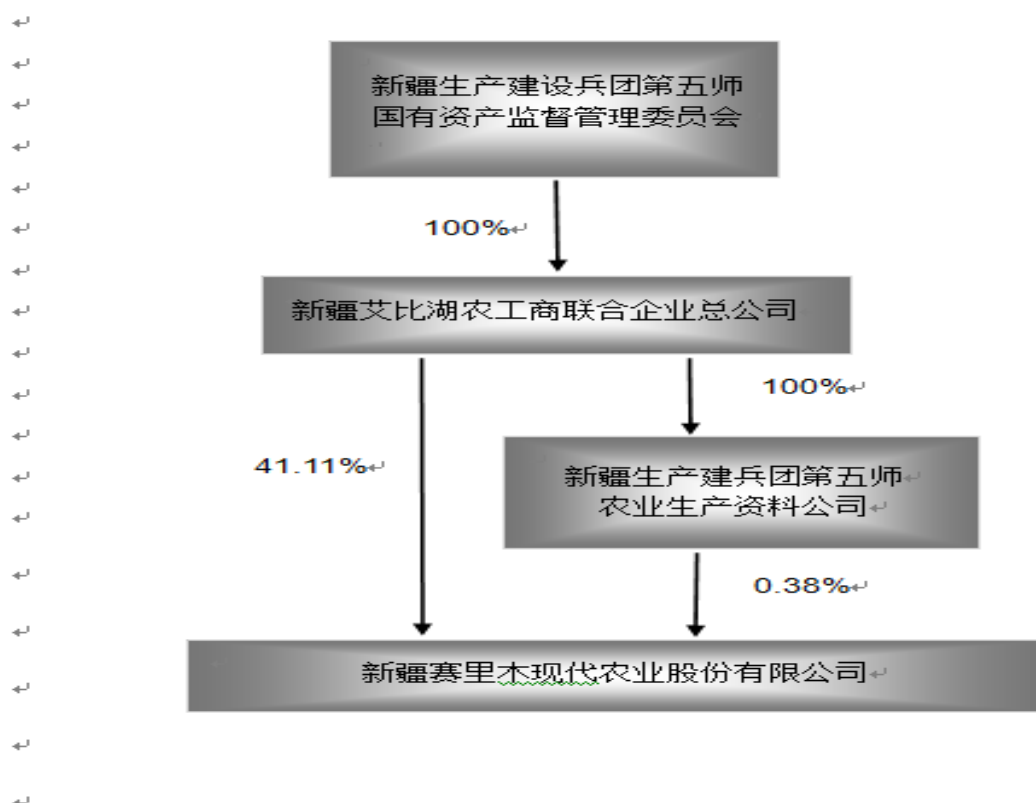 新疆生产建设兵团第五师
国有资产监督管理委员会
100%
新疆艾比湖农工商联合企业总公司
100%
41.11%
新疆生产建兵团第五师
农业生产资料公司
0.38%
新疆赛里木现代农业股份有限公司